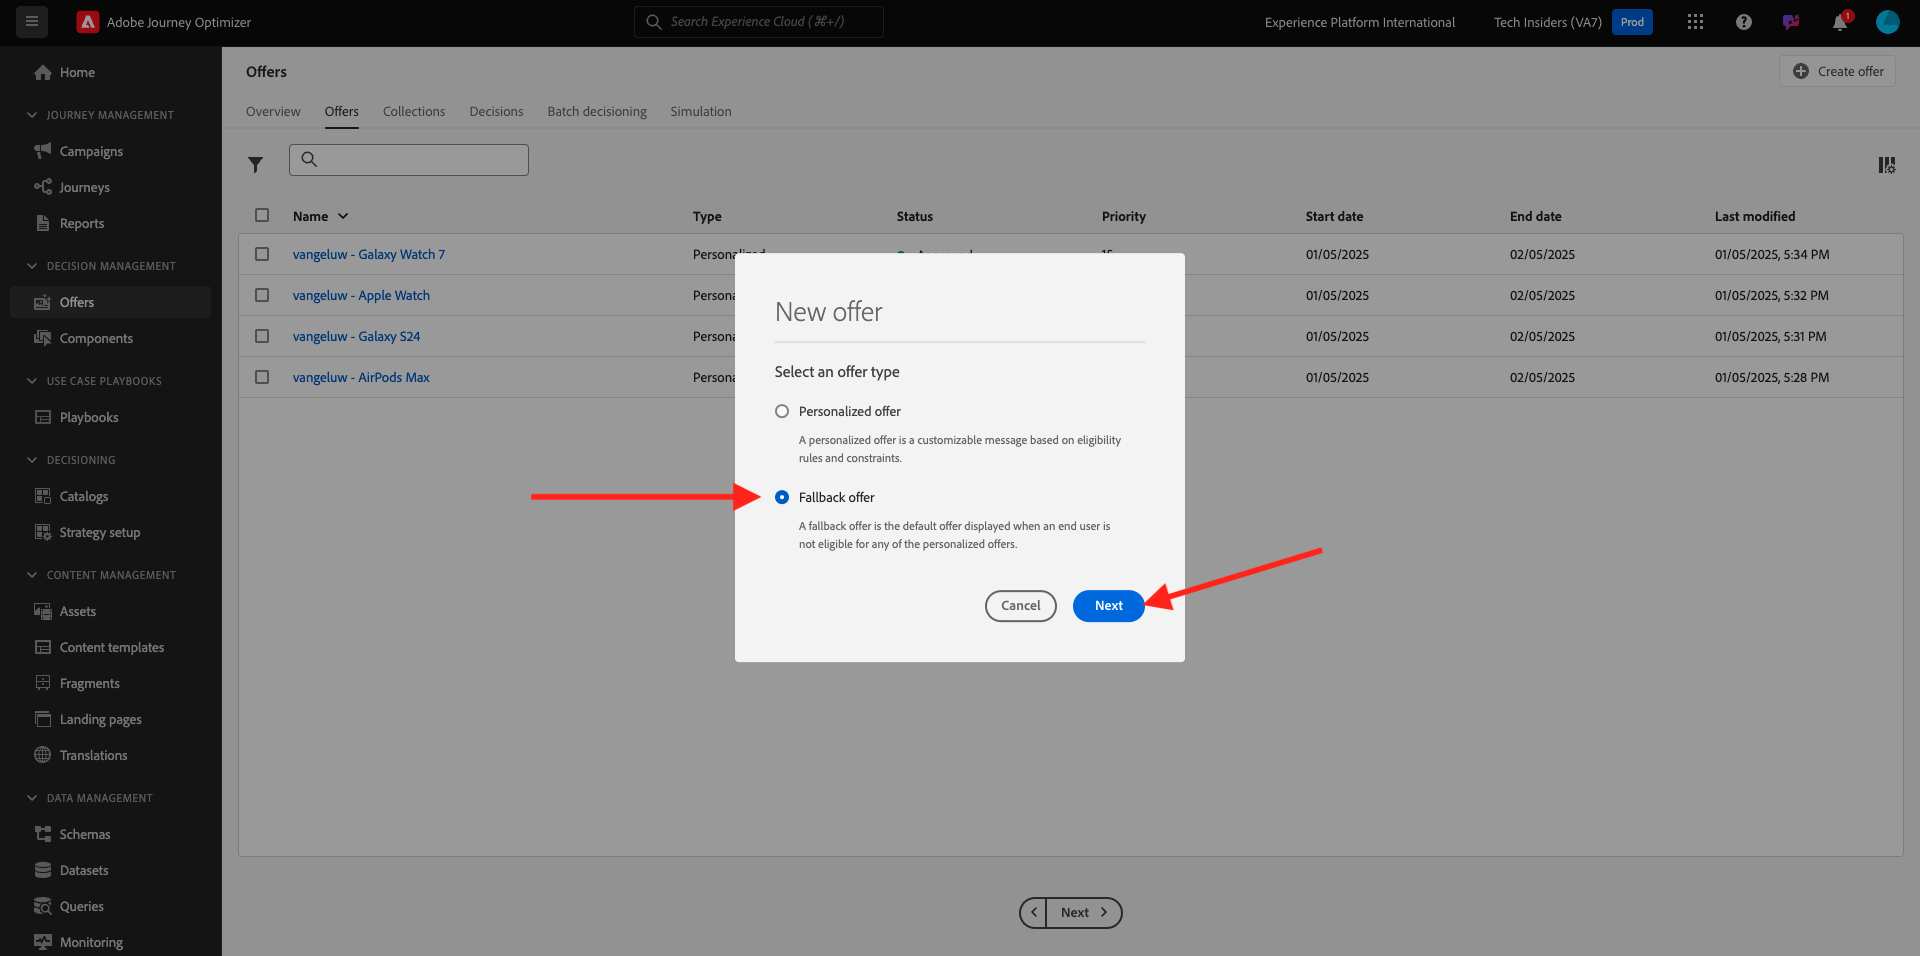 Adobe Journey Optimizer
Search Experience Cloud (⌘+/)
Experience Platform International
Tech Insiders (VA7)
Prod
1
Home
JOURNEY MANAGEMENT
Campaigns
Journeys
Reports
DECISION MANAGEMENT
Offers
Components
USE CASE PLAYBOOKS
Playbooks
DECISIONING
Catalogs
Strategy setup
CONTENT MANAGEMENT
Assets
Content templates
Fragments
Landing pages
Translations
DATA MANAGEMENT
Schemas
Datasets
Queries
Monitoring
Offers
Create offer
Overview Offers Collections Decisions Batch decisioning Simulation
Name Type Status Priority Start date End date Last modified
vangeluw - Galaxy Watch 7 Personalized Approved 15 01/05/2025 02/05/2025 01/05/2025, 5:34 PM
vangeluw - Apple Watch Persona 01/05/2025 02/05/2025 01/05/2025, 5:32 PM
vangeluw - Galaxy S24 Persona 01/05/2025 02/05/2025 01/05/2025, 5:31 PM
vangeluw - AirPods Max Persona 01/05/2025 02/05/2025 01/05/2025, 5:28 PM
New offer
Select an offer type
Personalized offer
A personalized offer is a customizable message based on eligibility
rules and constraints.
Fallback offer
A fallback offer is the default offer displayed when an end user is
not eligible for any of the personalized offers.
Cancel
Next
Next